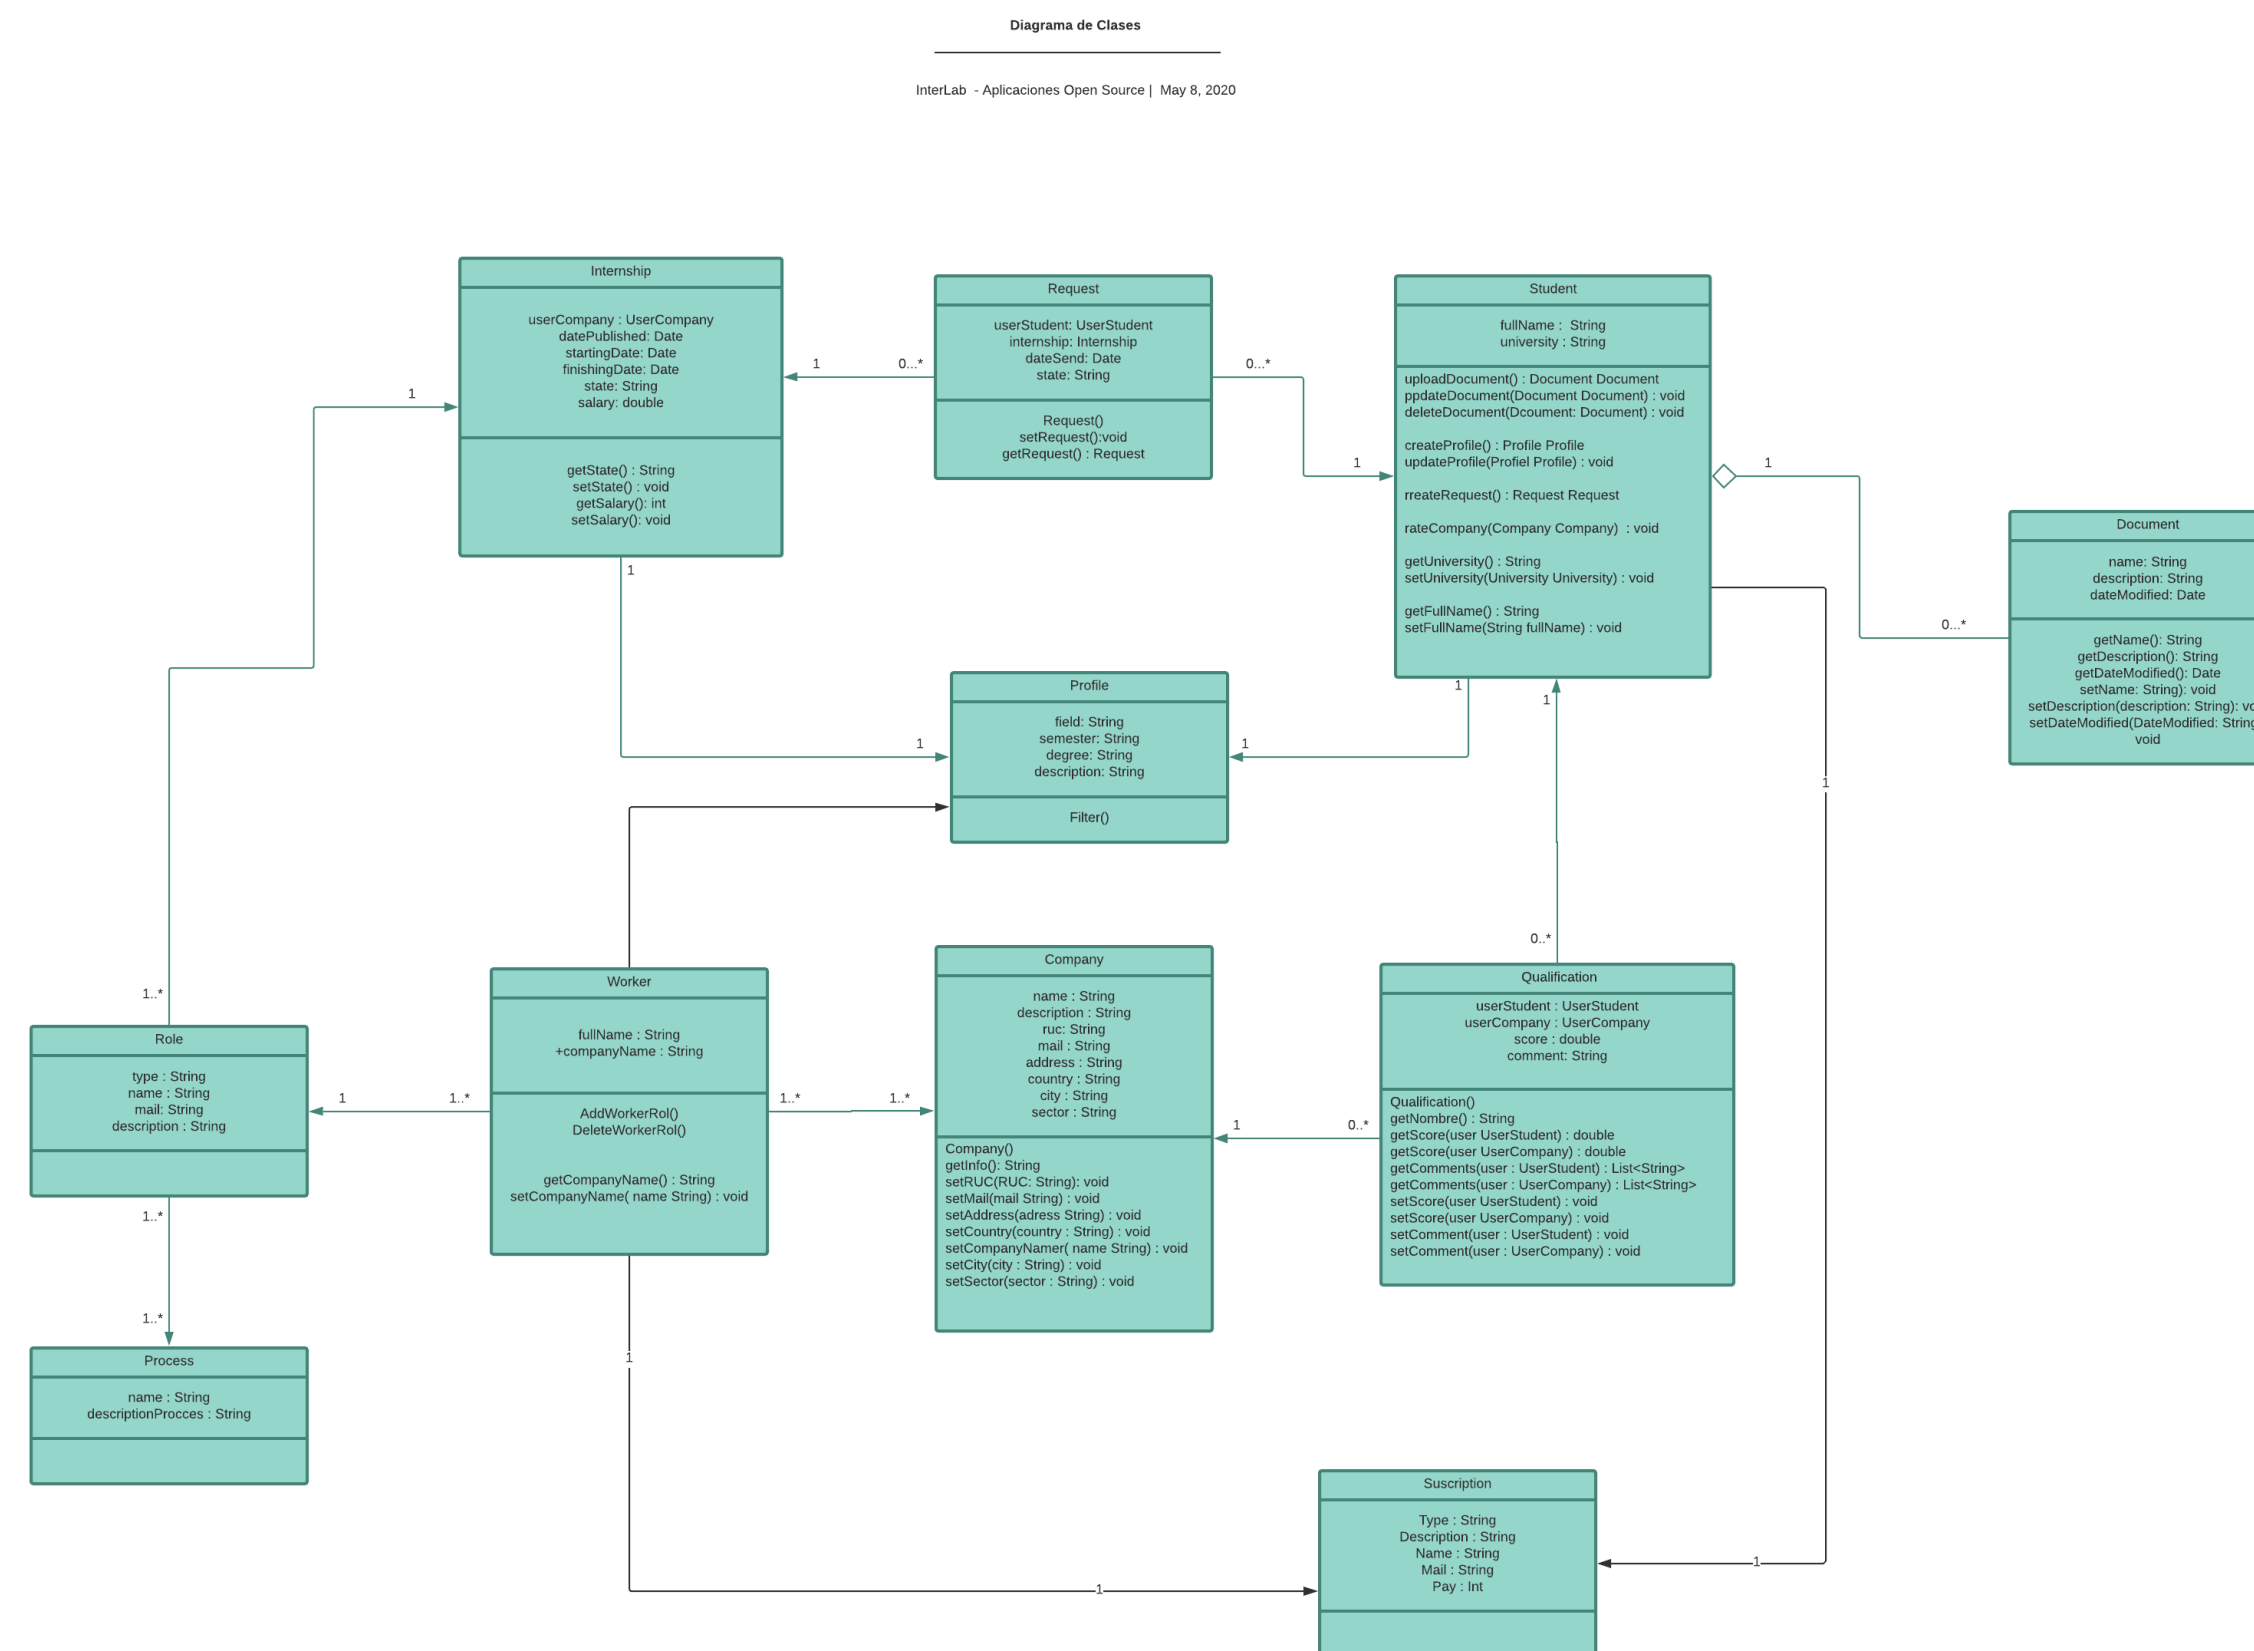 Diagrama de Clases
InterLab  - Aplicaciones Open Source |  May 8, 2020
Internship
userCompany : UserCompany
datePublished: Date
startingDate: Date
finishingDate: Date
state: String
salary: double
getState() : String
setState() : void
getSalary(): int
setSalary(): void
1
1
1
0...*
Request
userStudent: UserStudent
internship: Internship
dateSend: Date
state: String
Request()
setRequest():void
getRequest() : Request
0...*
1
Student
fullName :  String
university : String
uploadDocument() : Document Document
ppdateDocument(Document Document) : void
deleteDocument(Dcoument: Document) : void
createProfile() : Profile Profile
updateProfile(Profiel Profile) : void
rreateRequest() : Request Request
rateCompany(Company Company)  : void
getUniversity() : String
setUniversity(University University) : void
getFullName() : String
setFullName(String fullName) : void
1
0...*
Document
name: String
description: String
dateModified: Date
getName(): String
getDescription(): String
getDateModified(): Date
setName: String): void
setDescription(description: String):
setDateModified(DateModified: String
void
1
1
1
1
1
Profile
field: String
semester: String
degree: String
description: String
Filter()
0..*
1..*
Role
type : String
name : String
mail: String
description : String
1
1..*
Worker
fullName : String
+companyName : String
AddWorkerRol()
DeleteWorkerRol()
getCompanyName() : String
setCompanyName( name String) : void
1..*
1..*
Company
name : String
description : String
ruc: String
mail : String
address : String
country : String
city : String
sector : String
Company()
getInfo(): String
setRUC(RUC: String): void
setMail(mail String) : void
setAddress(adress String) : void
setCountry(country : String) : void
setCompanyNamer( name String) : void
setCity(city : String) : void
setSector(sector : String) : void
1
0..*
Qualification
userStudent : UserStudent
userCompany : UserCompany
score : double
comment: String
Qualification()
getNombre() : String
getScore(user UserStudent) : double
getScore(user UserCompany) : double
getComments(user : UserStudent) : List<String>
getComments(user : UserCompany) : List<String>
setScore(user UserStudent) : void
setScore(user UserCompany) : void
setComment(user : UserStudent) : void
setComment(user : UserCompany) : void
1..*
1..*
Process
name : String
descriptionProcces : String
1
1
1
Suscription
Type : String
Description : String
Name : String
Mail : String
Pay : Int